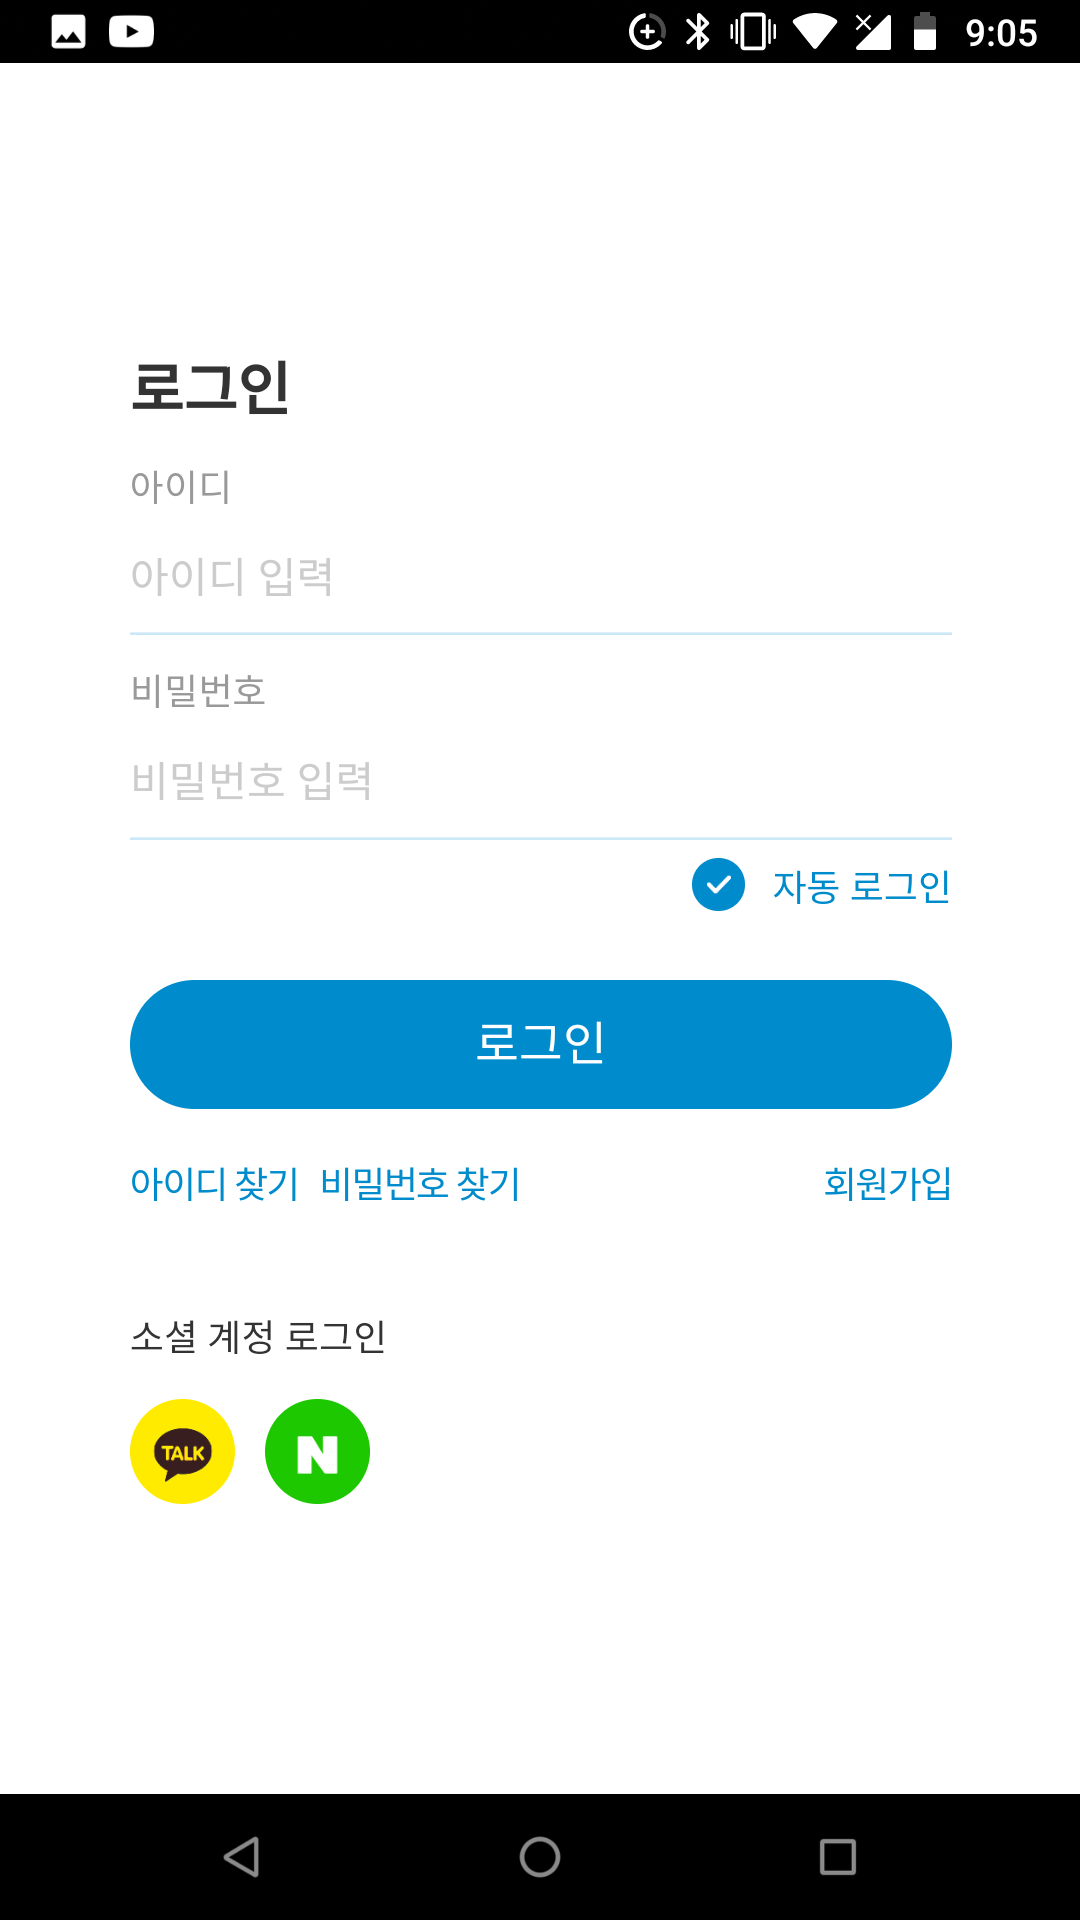 9:05
로그인
아이디
아이디 입력
비밀번호
비밀번호 입력
자동 로그인
로그인
아이디 찾기 비밀번호 찾기 회원가입
소셜 계정 로그인
TALK N